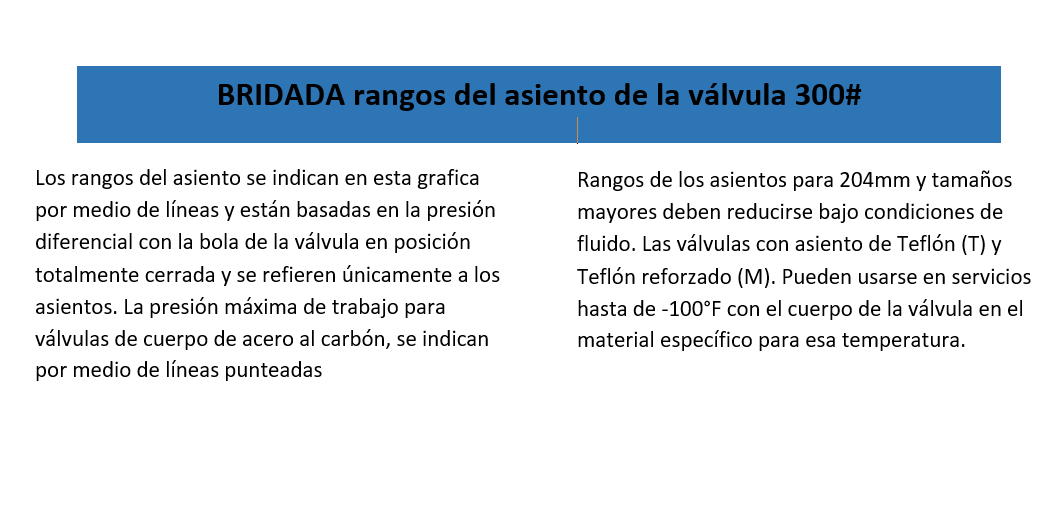 BRIDADA rangos del asiento de la válvula 300#
Los rangos del asiento se indican en esta grafica
por medio de líneas y están basadas en la presión
diferencial con la bola de la válvula en posición
totalmente cerrada y se refieren únicamente a los
asientos. La presión máxima de trabajo para
válvulas de cuerpo de acero al carbón, se indican
por medio de líneas punteadas
Rangos de los asientos para 204mm y tamaños
mayores deben reducirse bajo condiciones de
fluido. Las válvulas con asiento de Teflón (T) y
Teflón reforzado (M). Pueden usarse en servicios
hasta de -100°F con el cuerpo de la válvula en el
material específico para esa temperatura.